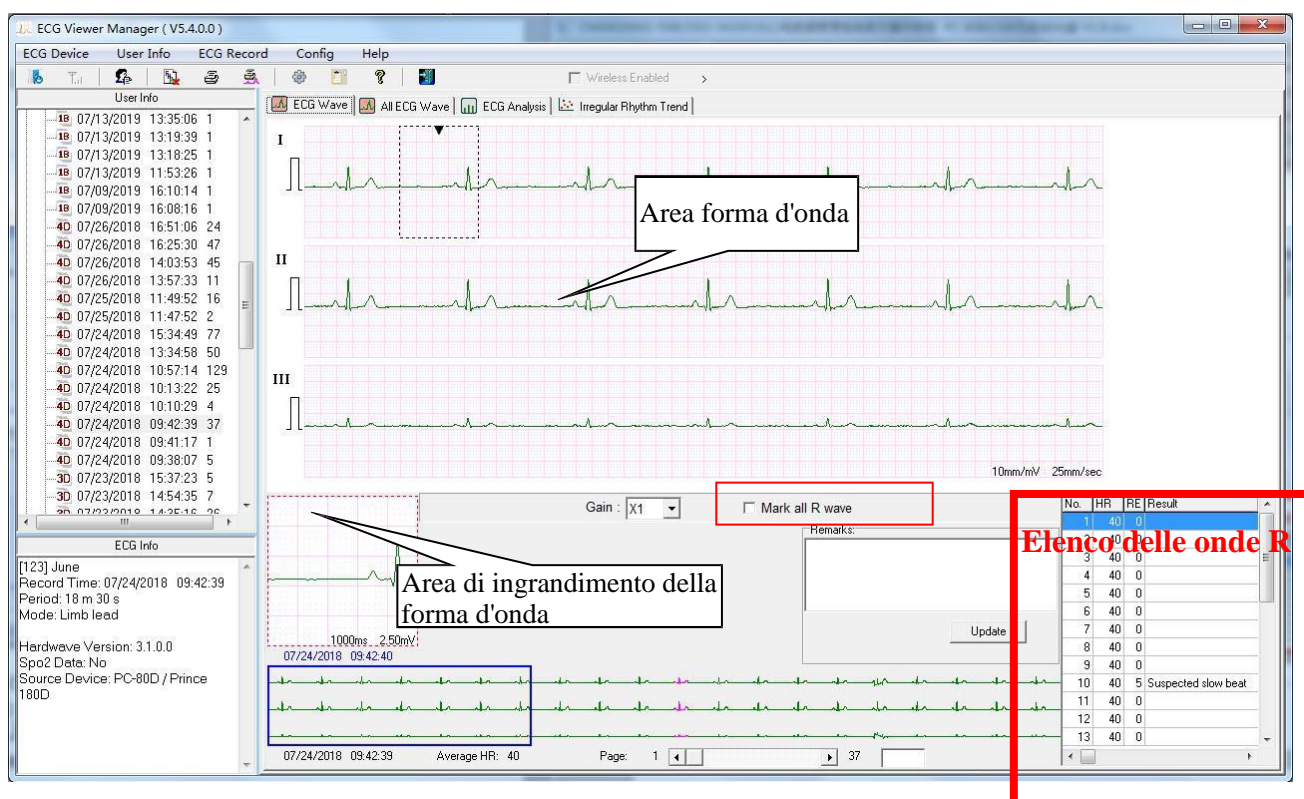 ECG Viewer Manager ( V5.4.0.0 )
ECG Device User Info ECG Record Config Help
Wireless Enabled >
User Info
1B 07/13/2019 13:35:06 1
1B 07/13/2019 13:19:39 1
1B 07/13/2019 13:18:25 1
1B 07/13/2019 11:53:26 1
1B 07/09/2019 16:10:14 1
1B 07/09/2019 16:08:16 1
4D 07/26/2018 16:51:06 24
4D 07/26/2018 16:25:30 47
4D 07/26/2018 14:03:53 45
4D 07/26/2018 13:57:33 11
4D 07/25/2018 11:49:52 16
4D 07/25/2018 11:47:52 2
4D 07/24/2018 15:34:49 77
4D 07/24/2018 13:34:58 50
4D 07/24/2018 10:57:14 129
4D 07/24/2018 10:13:22 25
4D 07/24/2018 10:10:29 4
4D 07/24/2018 09:42:39 37
4D 07/24/2018 09:41:17 1
4D 07/24/2018 09:38:07 5
3D 07/23/2018 15:37:23 5
3D 07/23/2018 14:54:35 7
ECG Info
[123] June
Record Time: 07/24/2018 09:42:39
Period: 18 m 30 s
Mode: Limb lead
Hardwave Version: 3.1.0.0
Spo2 Data: No
Source Device: PC-80D / Prince
180D
ECG Wave All ECG Wave ECG Analysis Irregular Rhythm Trend
I
Area forma d'onda
II
III
10mm/mV 25mm/sec
Gain : X1 Mark all R wave
Remarks:
Update
Area di ingrandimento della
forma d'onda
1000ms 2.50mV
07/24/2018 09:42:40
07/24/2018 09:42:39 Average HR: 40 Page: 1 37
No. HR RE Result
1 40 0
Elenco delle onde R
3 40 0
4 40 0
5 40 0
6 40 0
7 40 0
8 40 0
9 40 0
10 40 5 Suspected slow beat
11 40 0
12 40 0
13 40 0